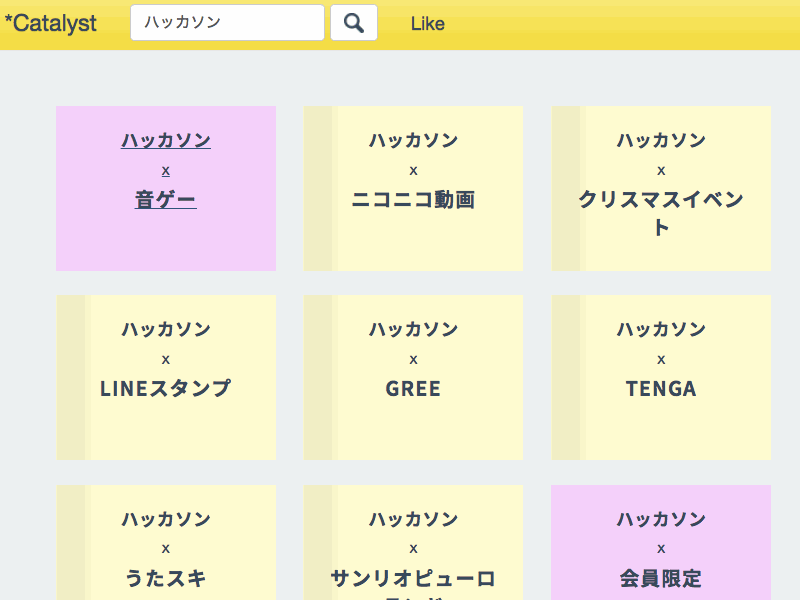 *Catalyst ハッカソン Like
ハッカソン
x
音ゲー
ハッカソン
x
ニコニコ動画
ハッカソン
x
クリスマスイベン
ト
ハッカソン
x
LINEスタンプ
ハッカソン
x
GREE
ハッカソン
x
TENGA
ハッカソン
x
うたスキ
ハッカソン
x
サンリオピューロ
ハッカソン
x
会員限定